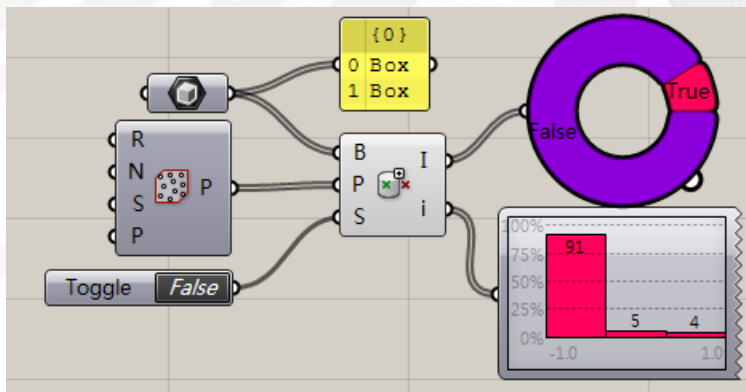 {0}
0 Box
1 Box
R
N
S
P
P
B
P
S
I
i
Toggle False
False
True
100%
75%
50%
25%
0%
91
5
4
-1.0
1.0